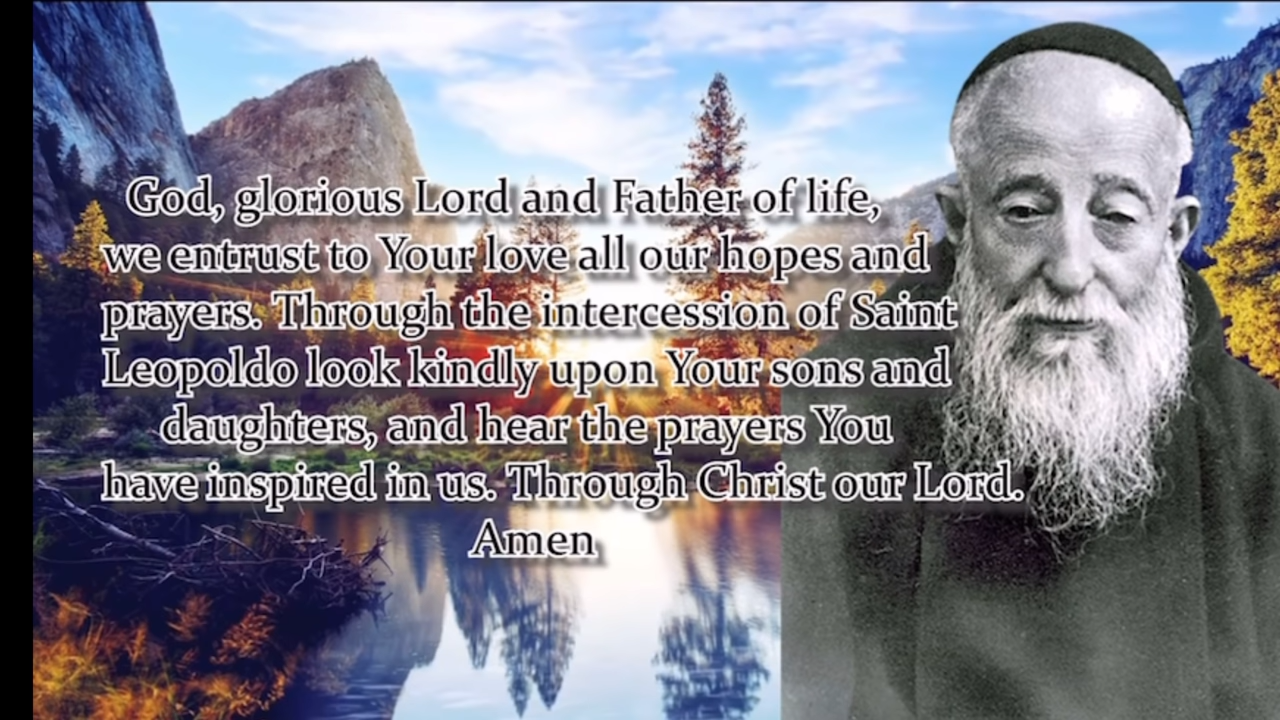 God, glorious Lord and Father of life,
we entrust to Your love all our hopes and
prayers. Through the intercession of Saint
Leopoldo look kindly upon Your sons and
daughters, and hear the prayers You
have inspired in us. Through Christ our Lord.
Amen